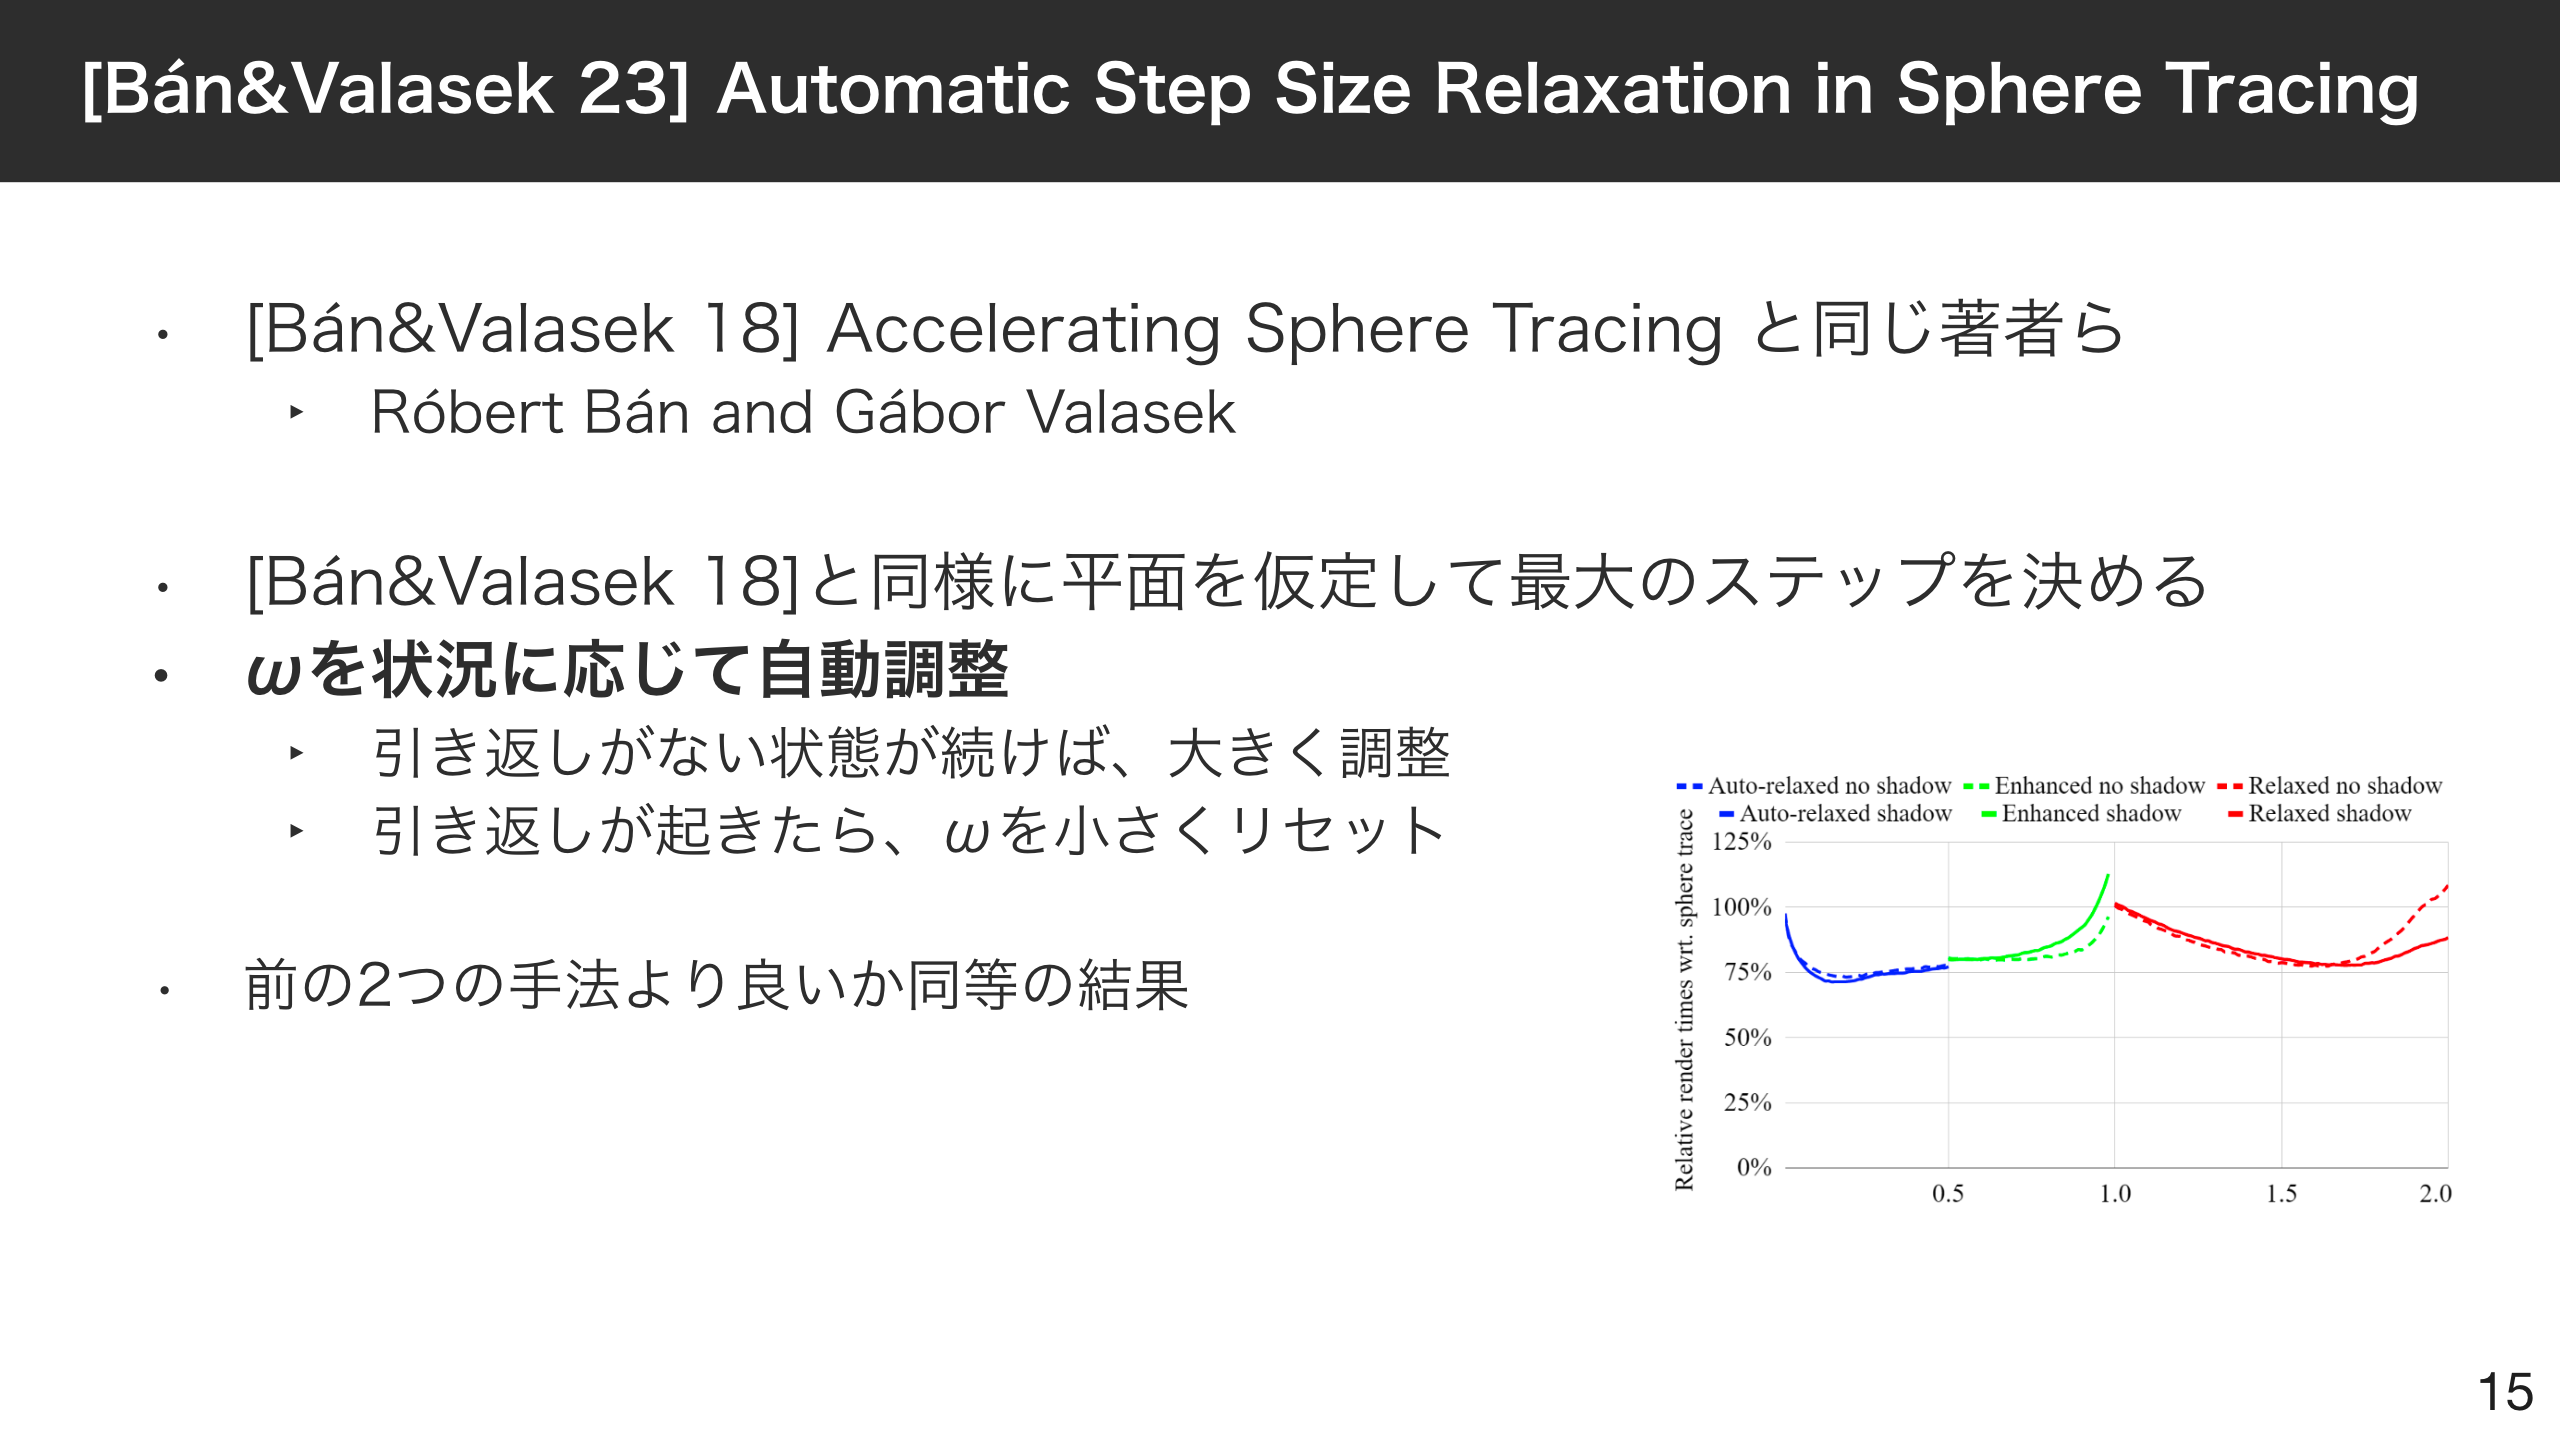 [Bán&Valasek 23] Automatic Step Size Relaxation in Sphere Tracing
• [Bán&Valasek 18] Accelerating Sphere Tracing と同じ著者ら
‣ Róbert Bán and Gábor Valasek
• [Bán&Valasek 18]と同様に平面を仮定して最大のステップを決める
• ωを状況に応じて自動調整
‣ 引き返しがない状態が続けば、大きく調整
‣ 引き返しが起きたら、ωを小さくリセット
• 前の2つの手法より良いか同等の結果
Auto-relaxed no shadow Enhanced no shadow Relaxed no shadow
Auto-relaxed shadow Enhanced shadow Relaxed shadow
Relative render times wrt. sphere trace
125%
100%
75%
50%
25%
0%
0.5 1.0 1.5 2.0
15